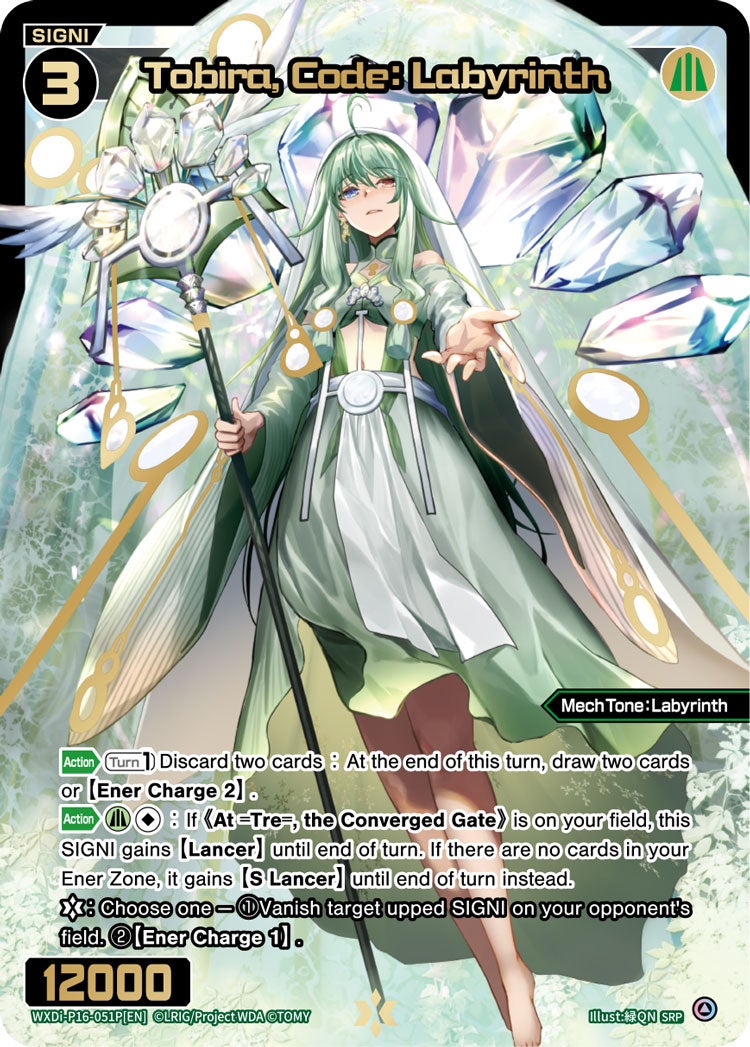 SIGNI
3
Tobira, Code: Labyrinth
MechTone:Labyrinth
Action Turn 1 Discard two cards : At the end of this turn, draw two cards
or【Ener Charge 2】.
Action : If《At =Tre=, the Converged Gate》is on your field, this
SIGNI gains【Lancer】until end of turn. If there are no cards in your
Ener Zone, it gains【S Lancer】until end of turn instead.
: Choose one ー ①Vanish target upped SIGNI on your opponent's
field. ②【Ener Charge 1】.
12000
WXDi-P16-051P[EN] ©LRIG/Project WDA ©TOMY
Illust:緑QN SRP